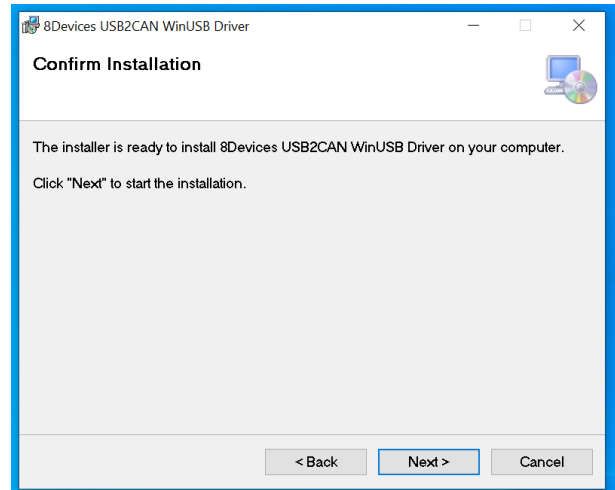 8Devices USB2CAN WinUSB Driver
Confirm Installation
The installer is ready to install 8Devices USB2CAN WinUSB Driver on your computer.
Click "Next" to start the installation.
< Back
Next >
Cancel